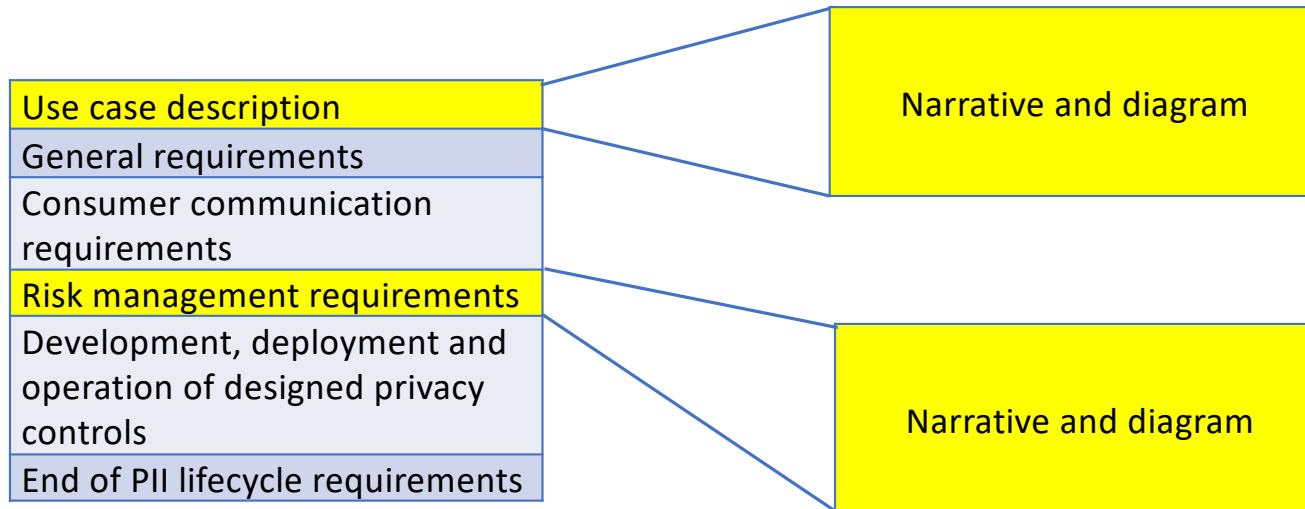 Use case description
General requirements
Consumer communication
requirements
Risk management requirements
Development, deployment and
operation of designed privacy
controls
End of PII lifecycle requirements
Narrative and diagram
Narrative and diagram